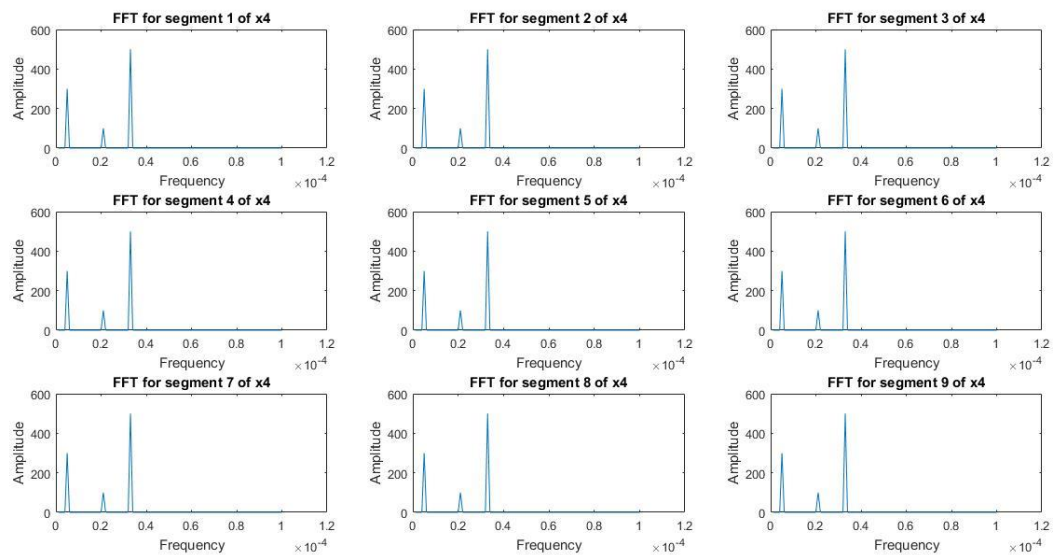 FFT for segment 1 of x4
600
400
200
0
Amplitude
0 0.2 0.4 0.6 0.8 1 1.2
Frequency
×10⁻⁴
FFT for segment 2 of x4
600
400
200
0
Amplitude
0 0.2 0.4 0.6 0.8 1 1.2
Frequency
×10⁻⁴
FFT for segment 3 of x4
600
400
200
0
Amplitude
0 0.2 0.4 0.6 0.8 1 1.2
Frequency
×10⁻⁴
FFT for segment 4 of x4
600
400
200
0
Amplitude
0 0.2 0.4 0.6 0.8 1 1.2
Frequency
×10⁻⁴
FFT for segment 5 of x4
600
400
200
0
Amplitude
0 0.2 0.4 0.6 0.8 1 1.2
Frequency
×10⁻⁴
FFT for segment 6 of x4
600
400
200
0
Amplitude
0 0.2 0.4 0.6 0.8 1 1.2
Frequency
×10⁻⁴
FFT for segment 7 of x4
600
400
200
0
Amplitude
0 0.2 0.4 0.6 0.8 1 1.2
Frequency
×10⁻⁴
FFT for segment 8 of x4
600
400
200
0
Amplitude
0 0.2 0.4 0.6 0.8 1 1.2
Frequency
×10⁻⁴
FFT for segment 9 of x4
600
400
200
0
Amplitude
0 0.2 0.4 0.6 0.8 1 1.2
Frequency
×10⁻⁴